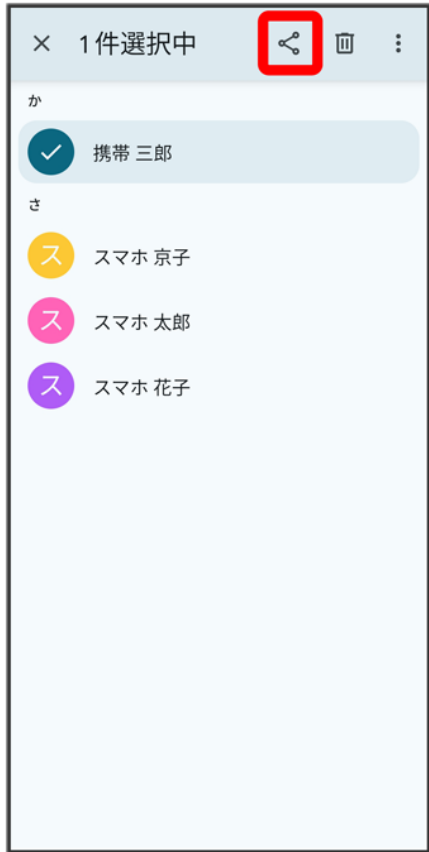 1件選択中
か
携帯 三郎
さ
ス スマホ 京子
ス スマホ 太郎
ス スマホ 花子